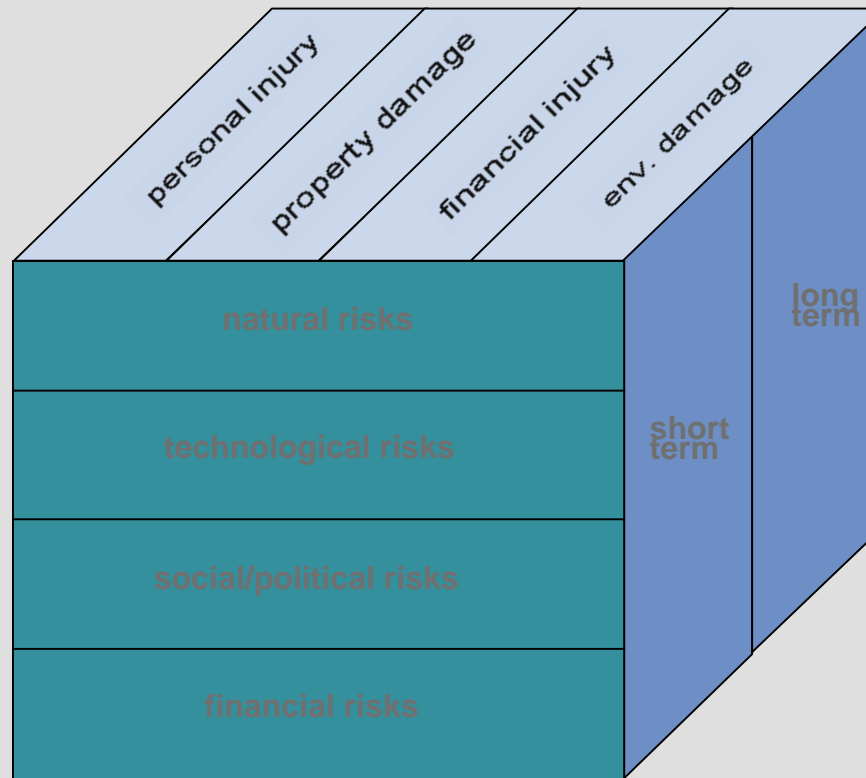 personal injury
property damage
financial injury
env. damage
natural risks
long
term
technological risks
short
term
social/political risks
financial risks